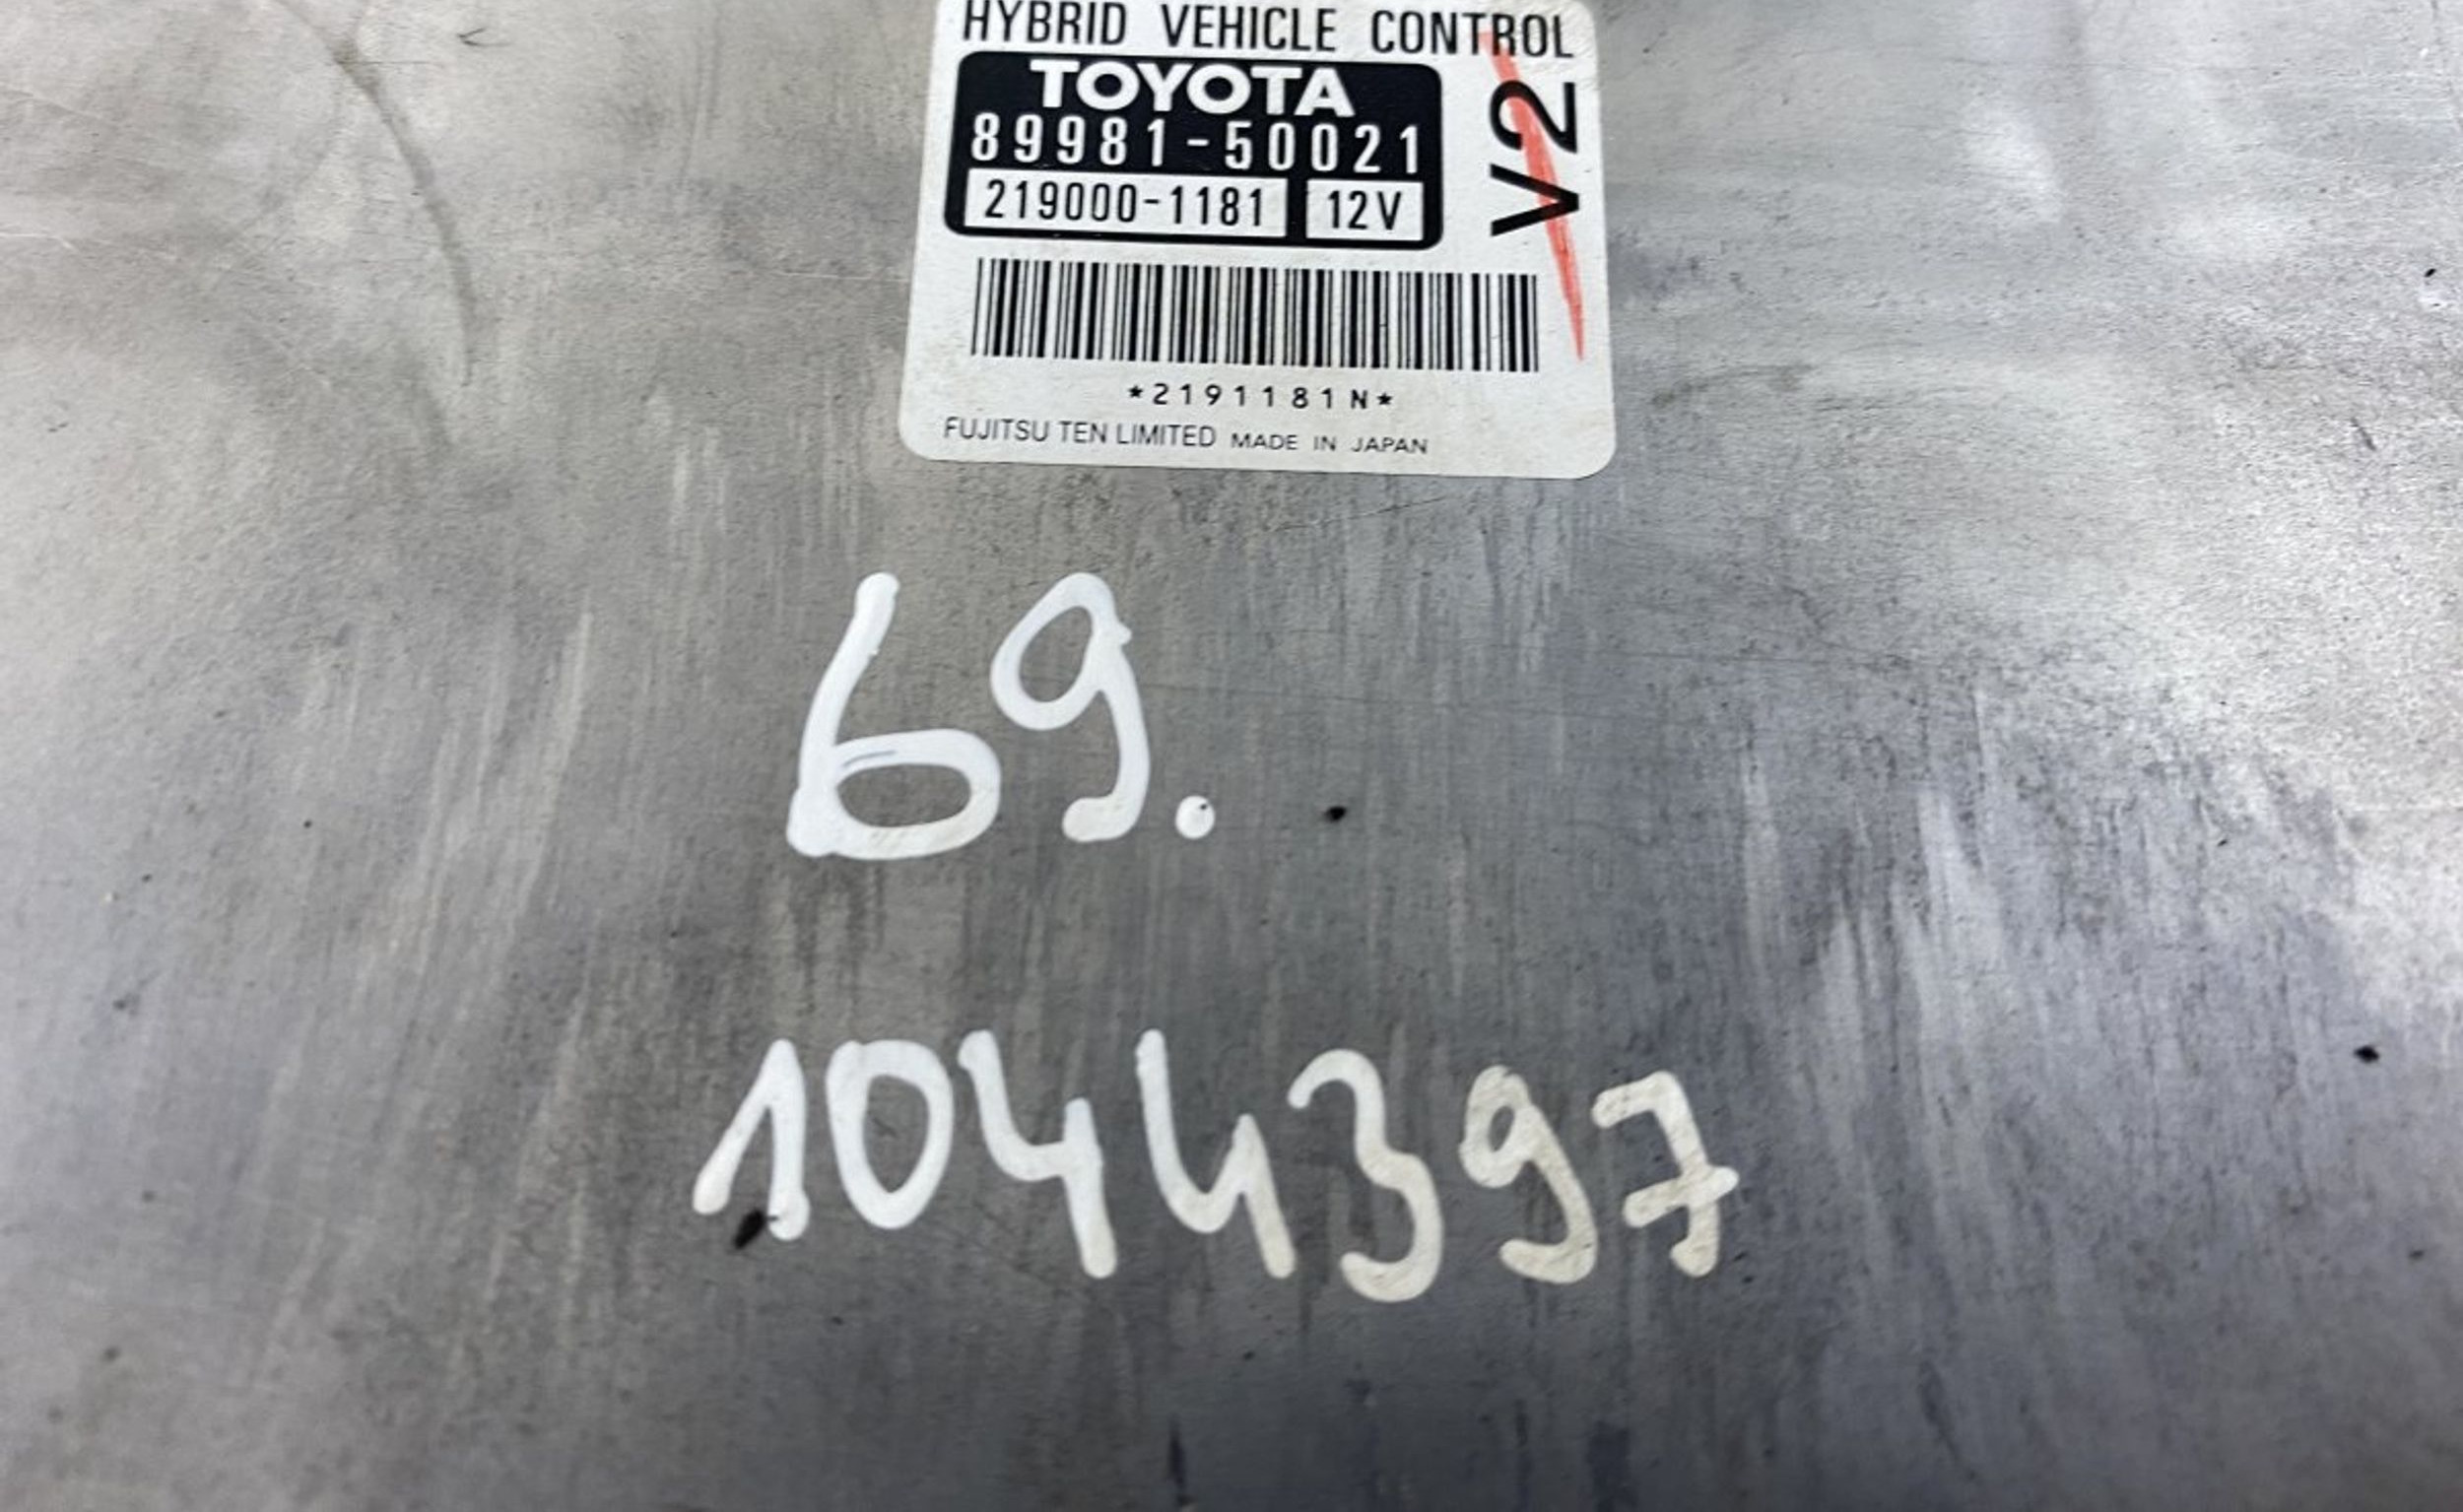 HYBRID VEHICLE CONTROL
TOYOTA
89981-50021
219000-1181 12V
V2
*2191181N*
FUJITSU TEN LIMITED MADE IN JAPAN
69.
1044397